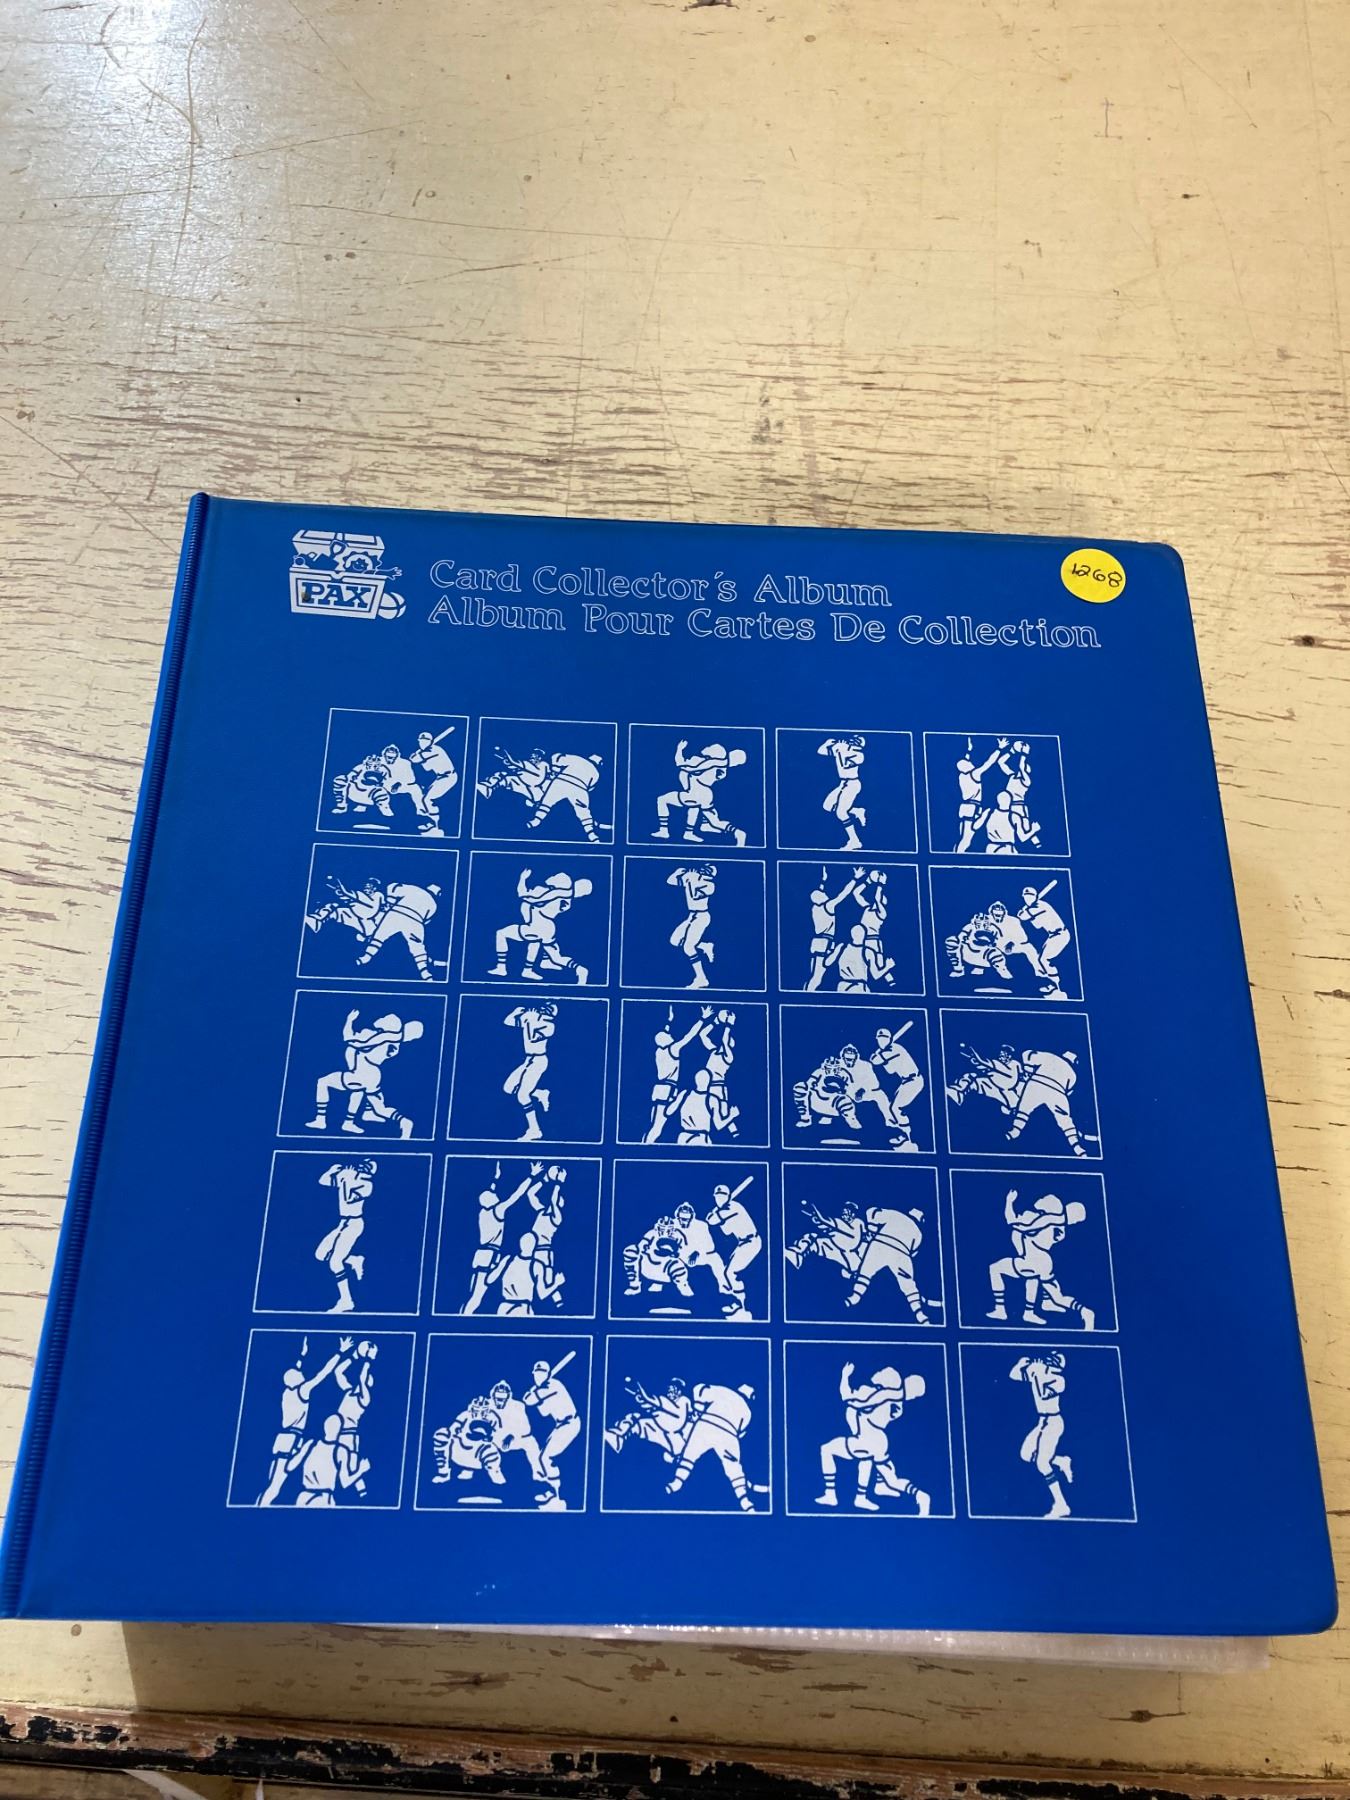 PAX
Card Collector's Album
Album Pour Cartes De Collection
1268